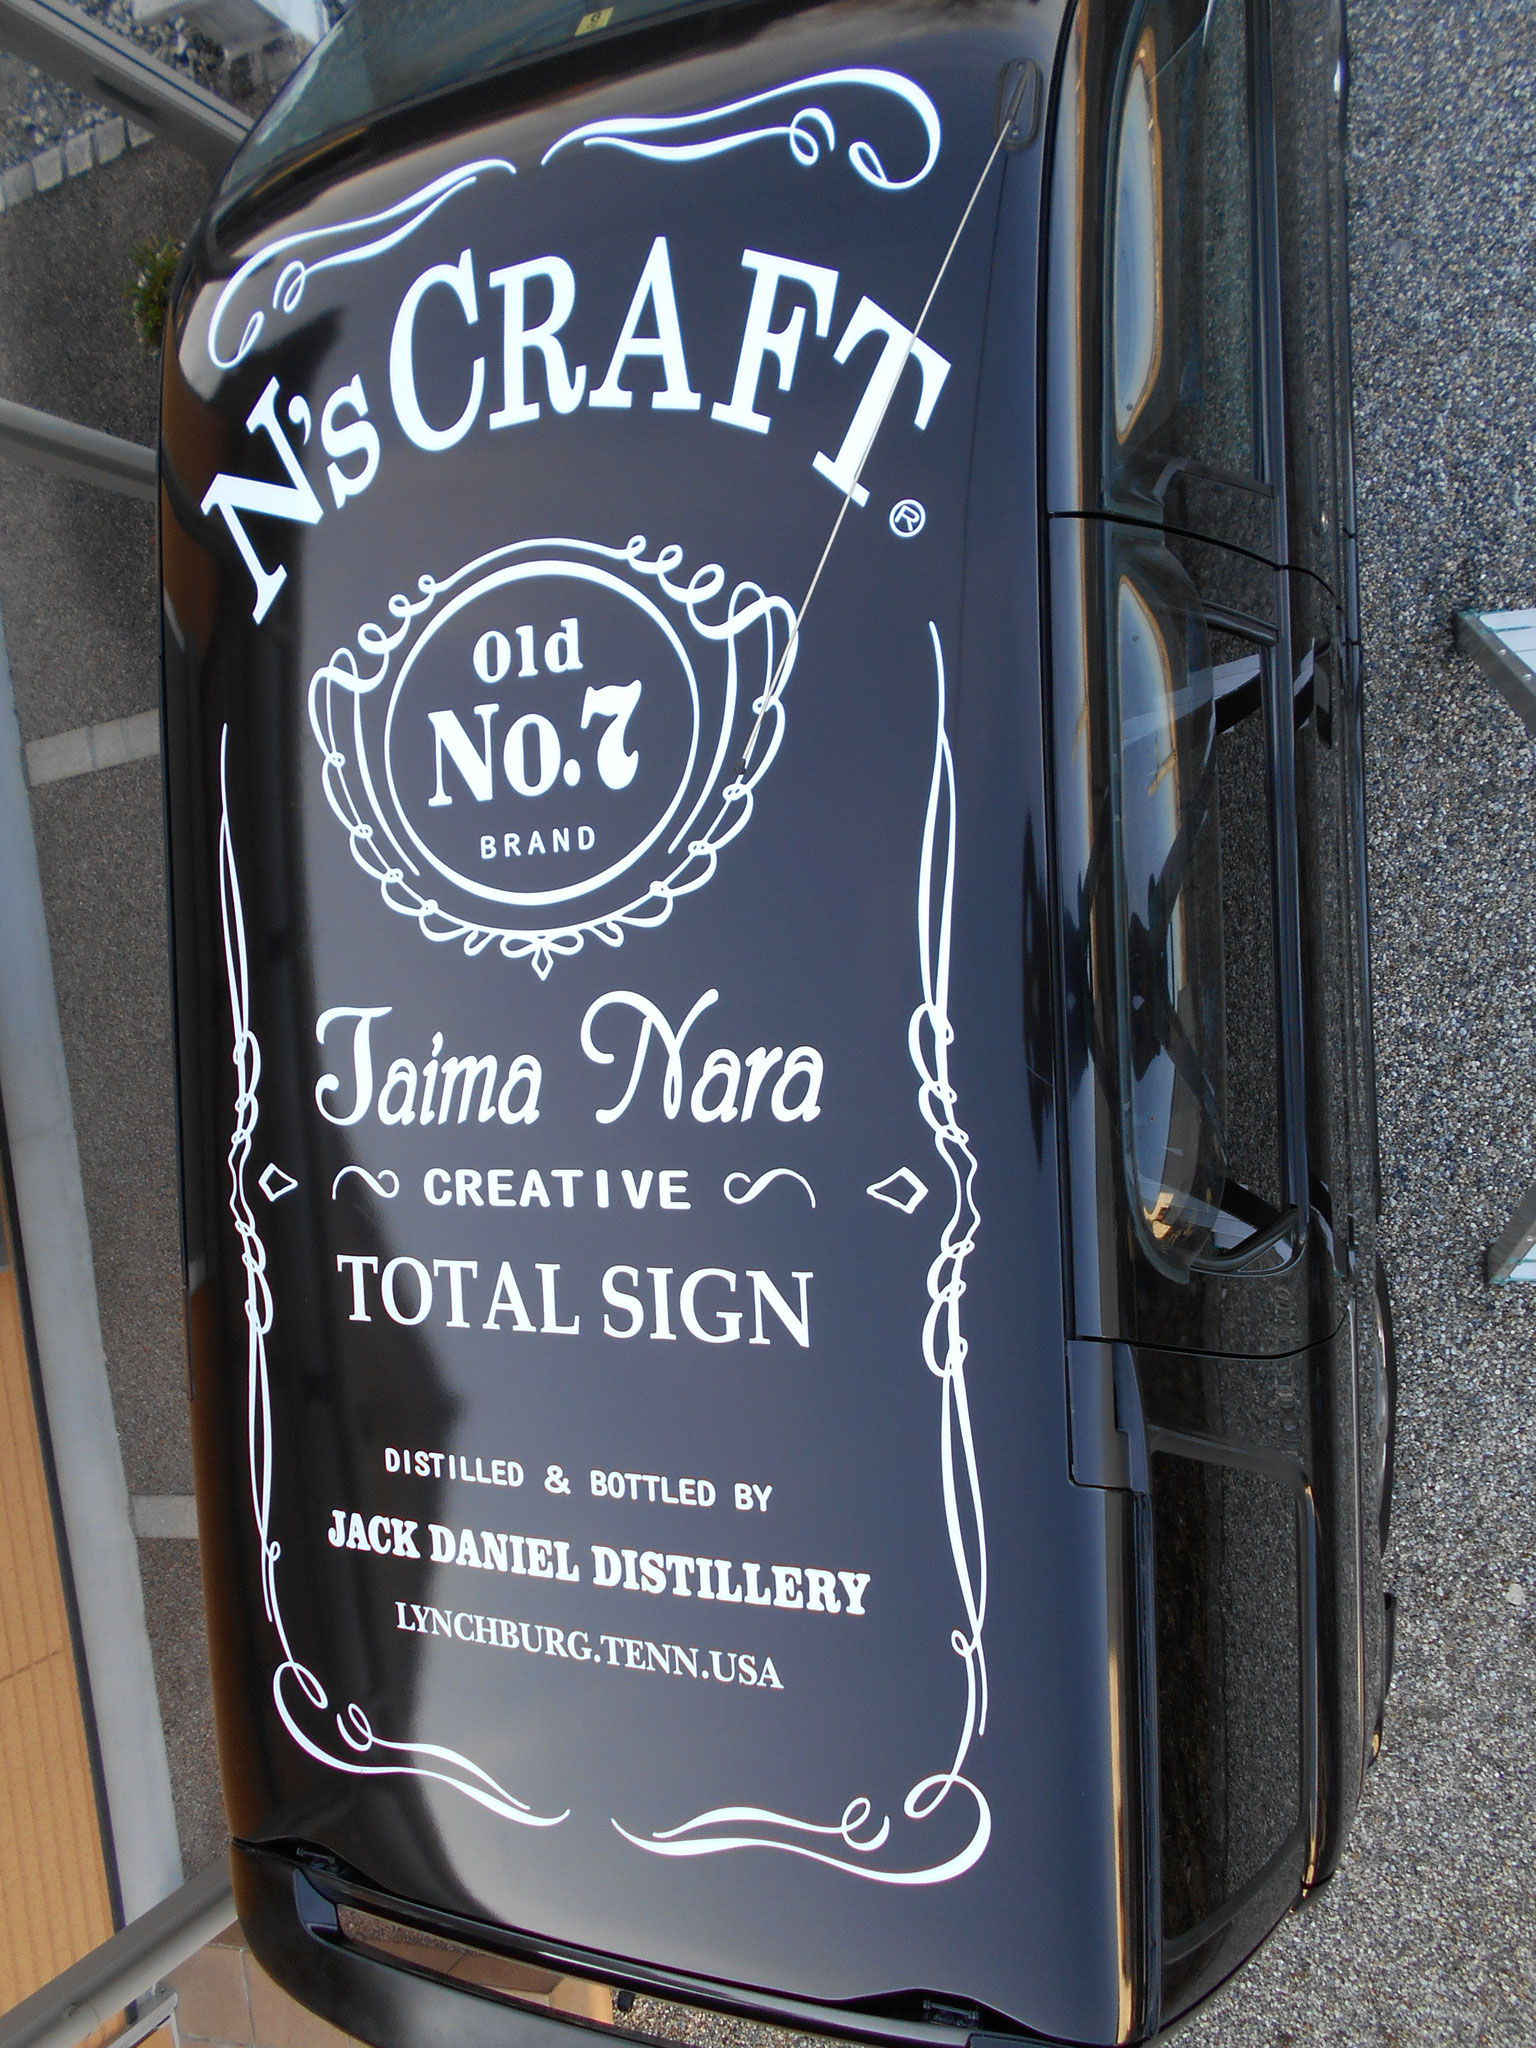 N's CRAFT ®
Old
No.7
BRAND
Taima Nara
CREATIVE
TOTAL SIGN
DISTILLED & BOTTLED BY
JACK DANIEL DISTILLERY
LYNCHBURG.TENN.USA